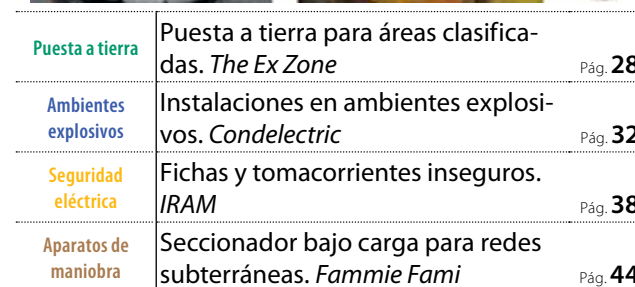 Puesta a tierra
Puesta a tierra para áreas clasifica-
das. The Ex Zone Pág. 28
Ambientes
explosivos
Instalaciones en ambientes explosi-
vos. Condelectric Pág. 32
Seguridad
eléctrica
Fichas y tomacorrientes inseguros.
IRAM Pág. 38
Aparatos de
maniobra
Seccionador bajo carga para redes
subterráneas. Fammie Fami Pág. 44